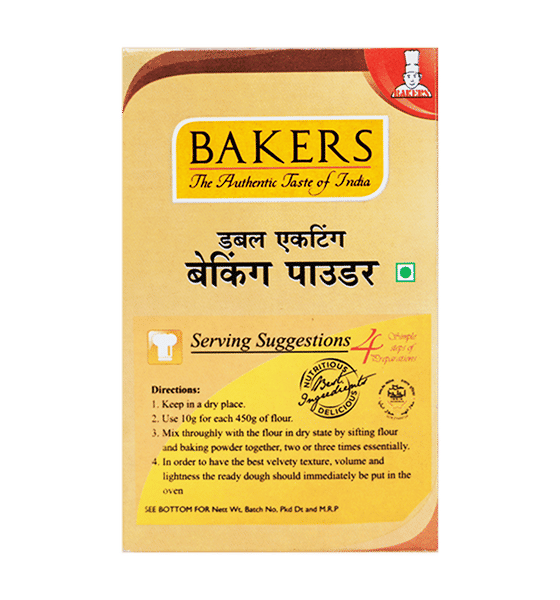 BAKERS
BAKERS
The Authentic Taste of India
डबल एकटिंग
बेकिंग पाउडर
Serving Suggestions
4 Simple
steps of
Preparations
NUTRITIOUS
Best
Ingredients
DELICIOUS
Directions:
1. Keep in a dry place.
2. Use 10g for each 450g of flour.
3. Mix throughly with the flour in dry state by sifting flour
and baking powder together, two or three times essentially.
4. In order to have the best velvety texture, volume and
lightness the ready dough should immediately be put in the
oven
SEE BOTTOM FOR Nett Wt, Batch No, Pkd Dt and M.R.P